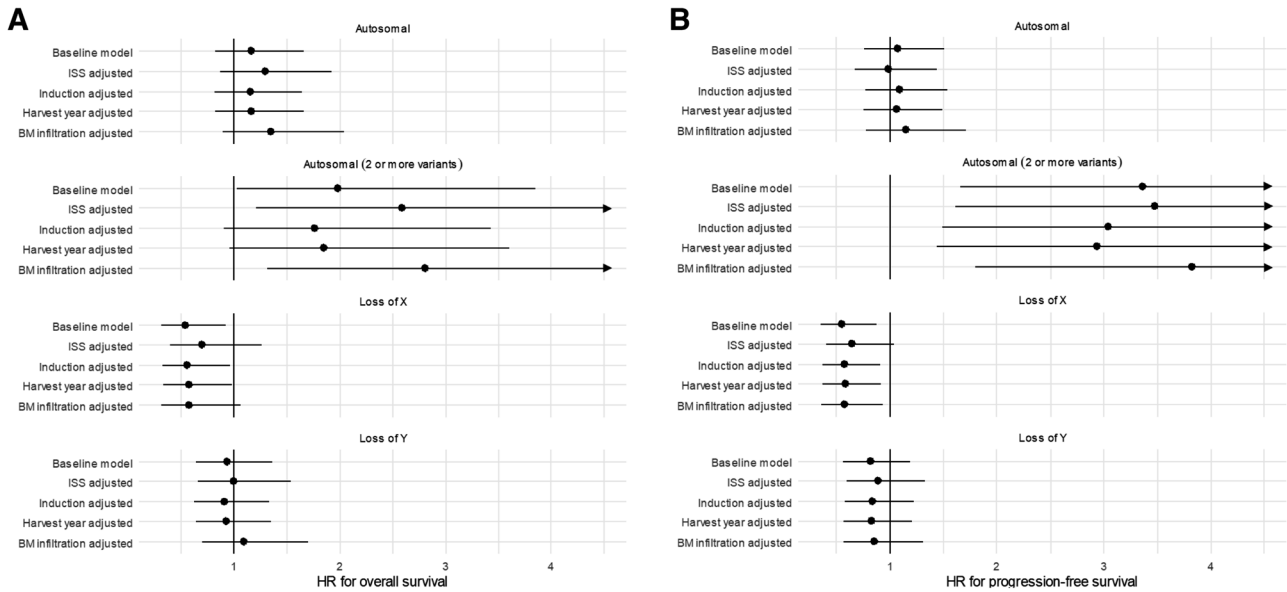 A
Autosomal
Baseline model
ISS adjusted
Induction adjusted
Harvest year adjusted
BM infiltration adjusted
Autosomal (2 or more variants)
Baseline model
ISS adjusted
Induction adjusted
Harvest year adjusted
BM infiltration adjusted
Loss of X
Baseline model
ISS adjusted
Induction adjusted
Harvest year adjusted
BM infiltration adjusted
Loss of Y
Baseline model
ISS adjusted
Induction adjusted
Harvest year adjusted
BM infiltration adjusted
1 2 3 4
HR for overall survival
B
Autosomal
Baseline model
ISS adjusted
Induction adjusted
Harvest year adjusted
BM infiltration adjusted
Autosomal (2 or more variants)
Baseline model
ISS adjusted
Induction adjusted
Harvest year adjusted
BM infiltration adjusted
Loss of X
Baseline model
ISS adjusted
Induction adjusted
Harvest year adjusted
BM infiltration adjusted
Loss of Y
Baseline model
ISS adjusted
Induction adjusted
Harvest year adjusted
BM infiltration adjusted
1 2 3 4
HR for progression-free survival